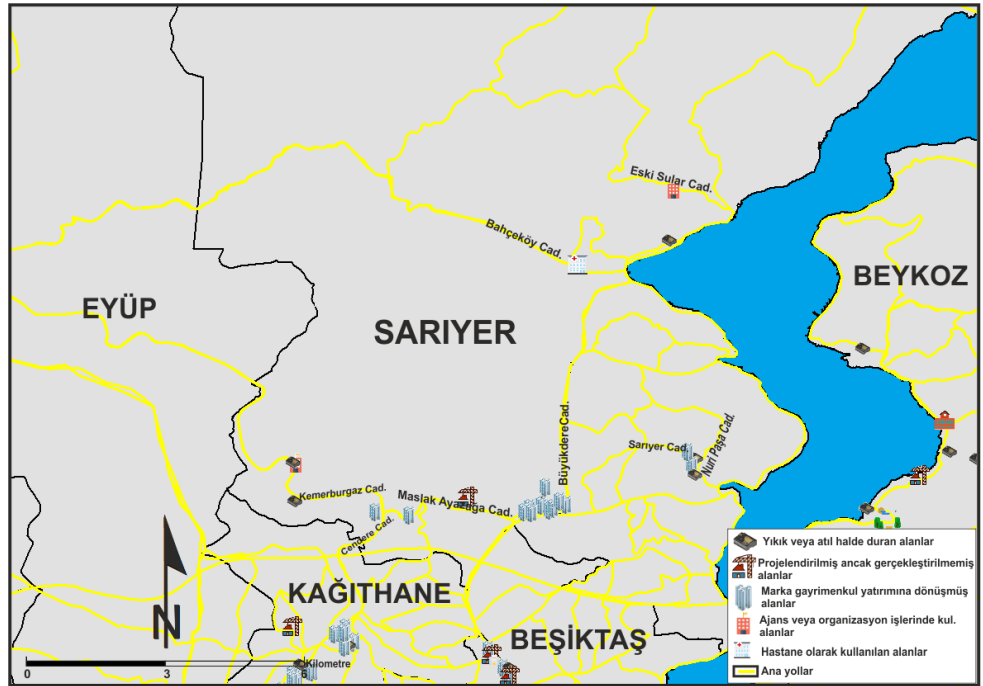 Eski Sular Cad.
Bahçeköy Cad.
BEYKOZ
EYÜP
SARIYER
BüyükdereCad.
Nuri Paşa Cad.
Sarıyer Cad.
Kemerburgaz Cad.
Maslak Ayazağa Cad.
Cendere Cad.
N
KAĞITHANE
BEŞİKTAŞ
N
0 3 6 Kilometre
Yıkık veya atıl halde duran alanlar
Projelendirilmiş ancak gerçekleştirilmemiş
alanlar
Marka gayrimenkul yatırımına dönüşmüş
alanlar
Ajans veya organizasyon işlerinde kul.
alanlar
Hastane olarak kullanılan alanlar
Ana yollar